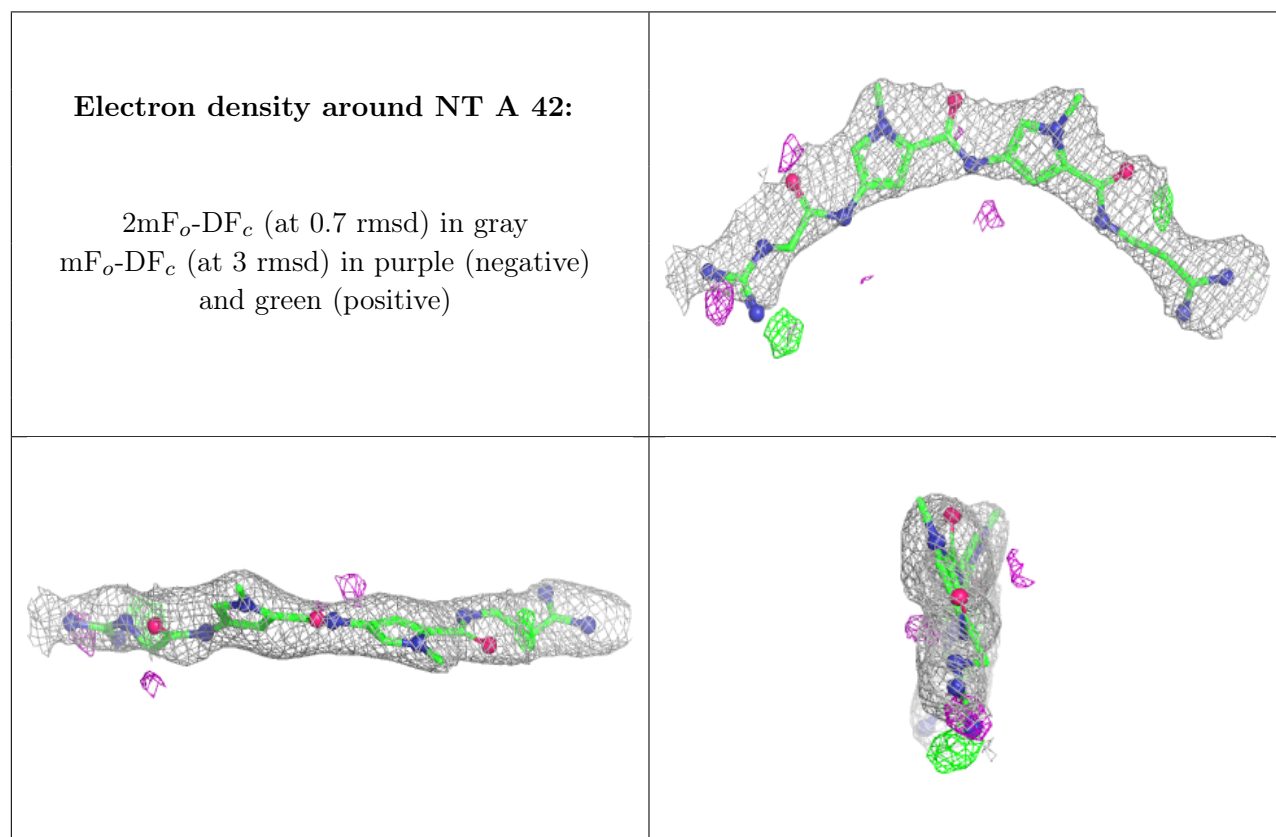 Electron density around NT A 42:
2mFₒ-DF𝒸 (at 0.7 rmsd) in gray
mFₒ-DF𝒸 (at 3 rmsd) in purple (negative)
and green (positive)